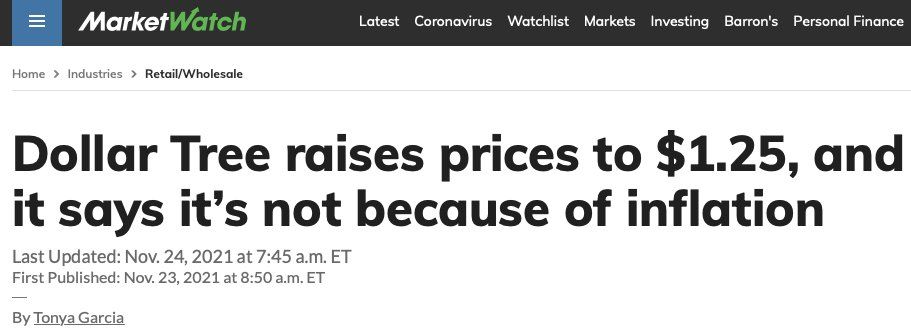 MarketWatch
Latest Coronavirus Watchlist Markets Investing Barron's Personal Finance
Home > Industries > Retail/Wholesale
Dollar Tree raises prices to $1.25, and
it says it’s not because of inflation
Last Updated: Nov. 24, 2021 at 7:45 a.m. ET
First Published: Nov. 23, 2021 at 8:50 a.m. ET
By Tonya Garcia